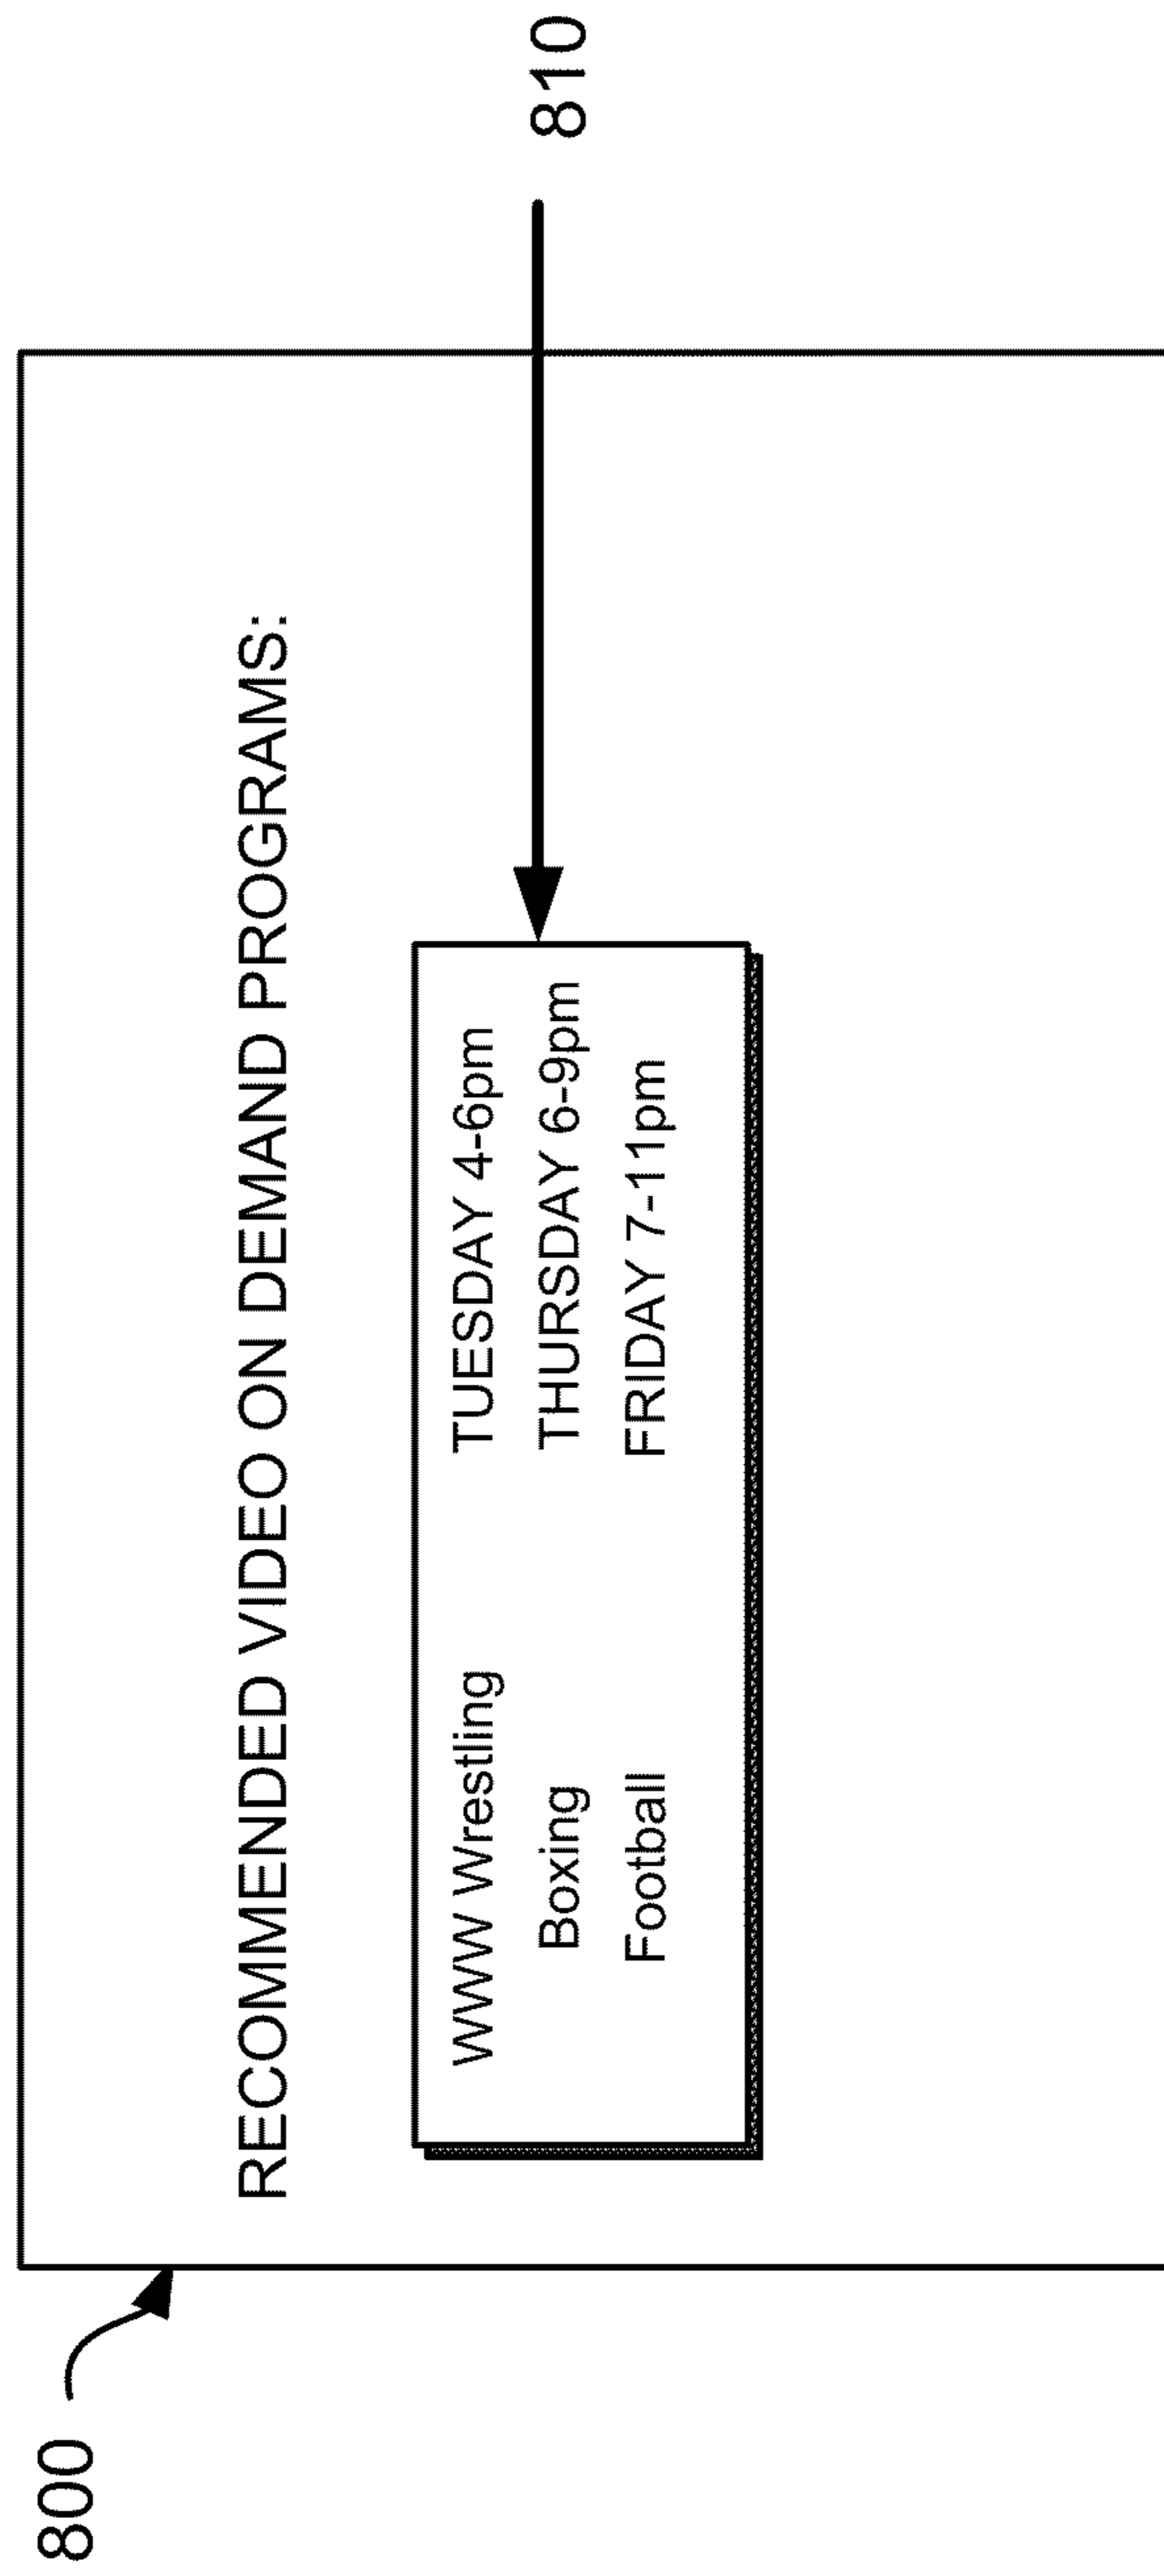 800
RECOMMENDED VIDEO ON DEMAND PROGRAMS:
WWW Wrestling TUESDAY 4-6pm
Boxing THURSDAY 6-9pm
Football FRIDAY 7-11pm
810